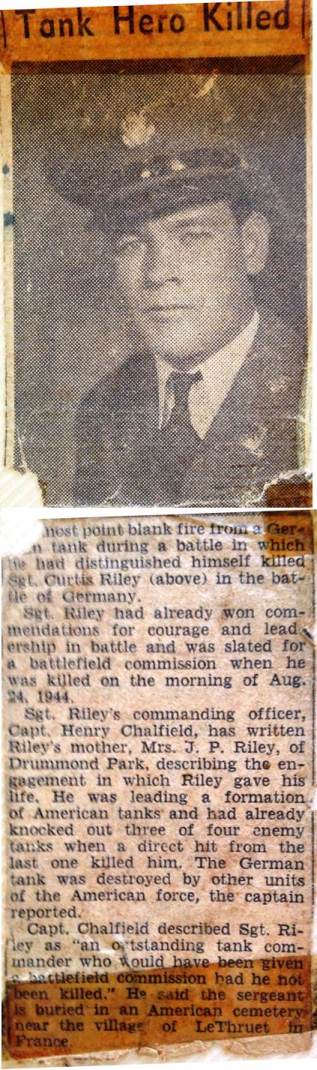 Tank Hero Killed
most point blank fire from a Ger-
n tank during a battle in which
he had distinguished himself killed
Sgt. Curtis Riley (above) in the bat-
tle of Germany.
Sgt. Riley had already won com-
mendations for courage and lead-
ership in battle and was slated for
a battlefield commission when he
was killed on the morning of Aug.
24, 1944.
Sgt. Riley's commanding officer,
Capt. Henry Chalfield, has written
Riley's mother, Mrs. J. P. Riley, of
Drummond Park, describing the en-
gagement in which Riley gave his
life. He was leading a formation
of American tanks and had already
knocked out three of four enemy
tanks when a direct hit from the
last one killed him. The German
tank was destroyed by other units
of the American force, the captain
reported.
Capt. Chalfield described Sgt. Ri-
ley as "an outstanding tank com-
mander who would have been given
a battlefield commission had he not
been killed." He said the sergeant
is buried in an American cemetery
near the village of LeThruet in
France.